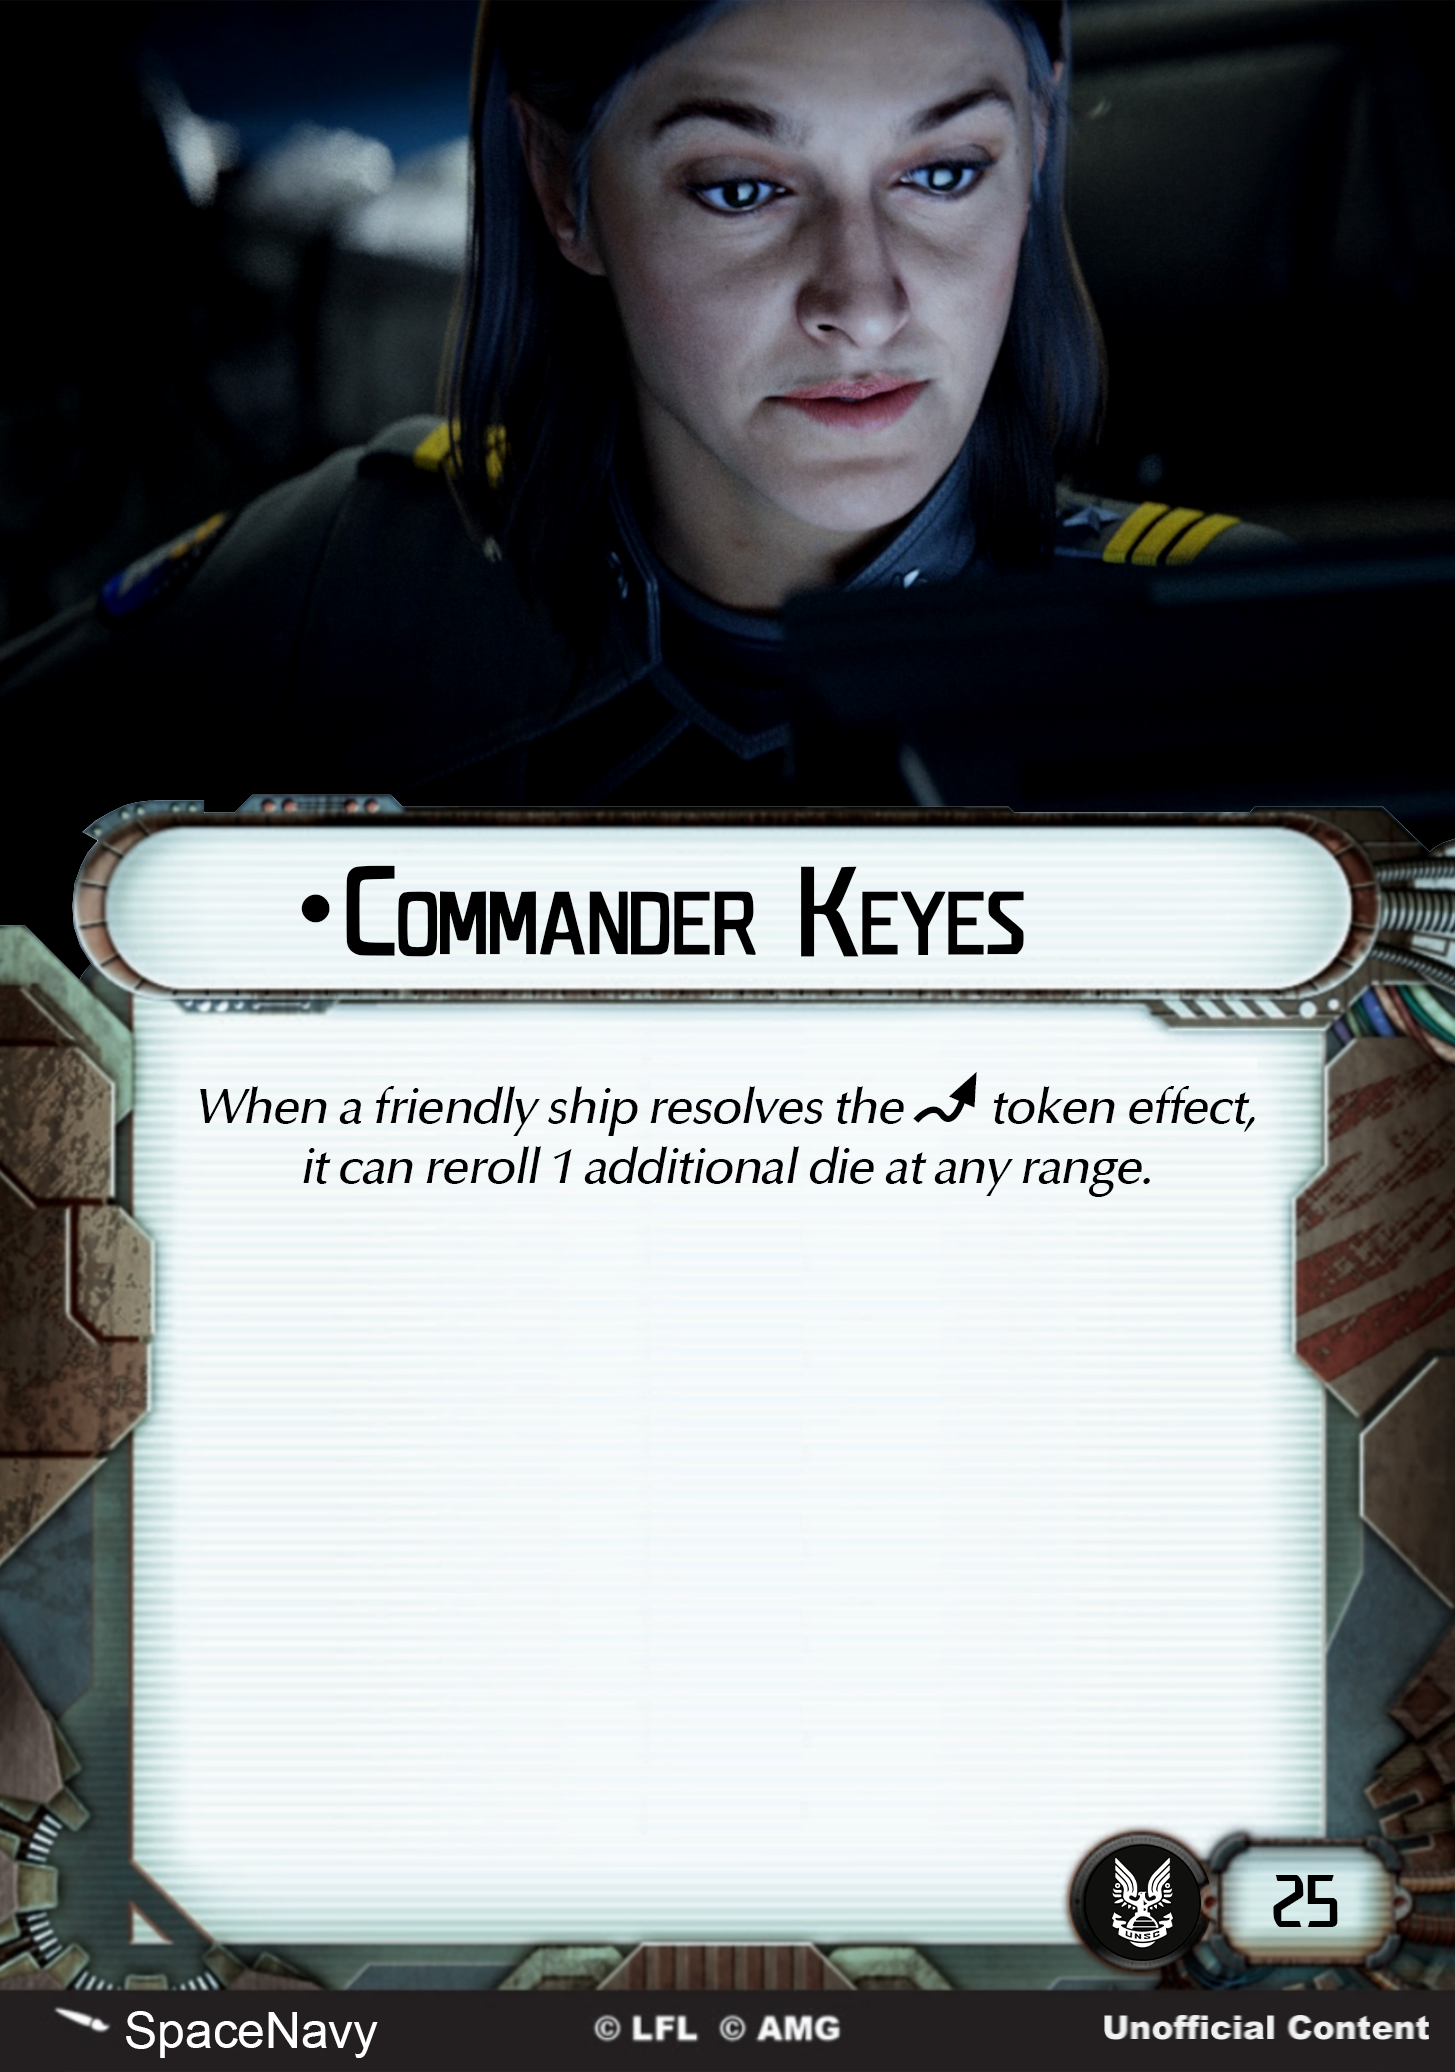 •Commander Keyes
When a friendly ship resolves the token effect,
it can reroll 1 additional die at any range.
UNSC
25
SpaceNavy
© LFL © AMG
Unofficial Content